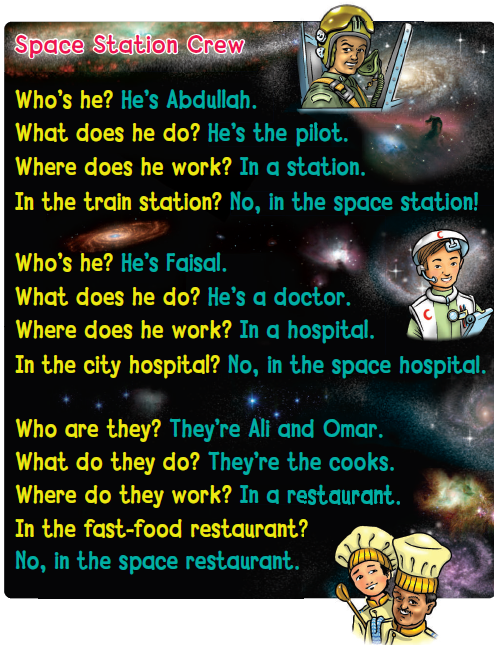 Space Station Crew
Who's he? He's Abdullah.
What does he do? He's the pilot.
Where does he work? In a station.
In the train station? No, in the space station!
Who's he? He's Faisal.
What does he do? He's a doctor.
Where does he work? In a hospital.
In the city hospital? No, in the space hospital.
Who are they? They're Ali and Omar.
What do they do? They're the cooks.
Where do they work? In a restaurant.
In the fast-food restaurant?
No, in the space restaurant.